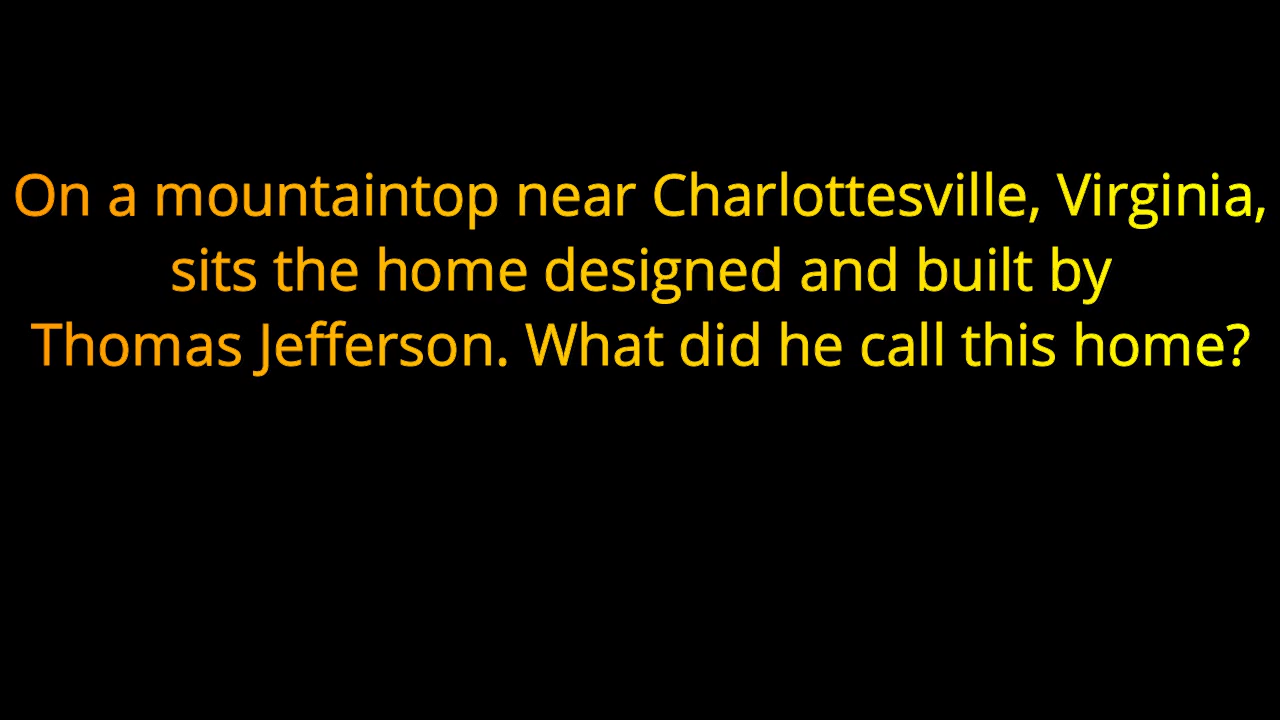 On a mountaintop near Charlottesville, Virginia,
sits the home designed and built by
Thomas Jefferson. What did he call this home?